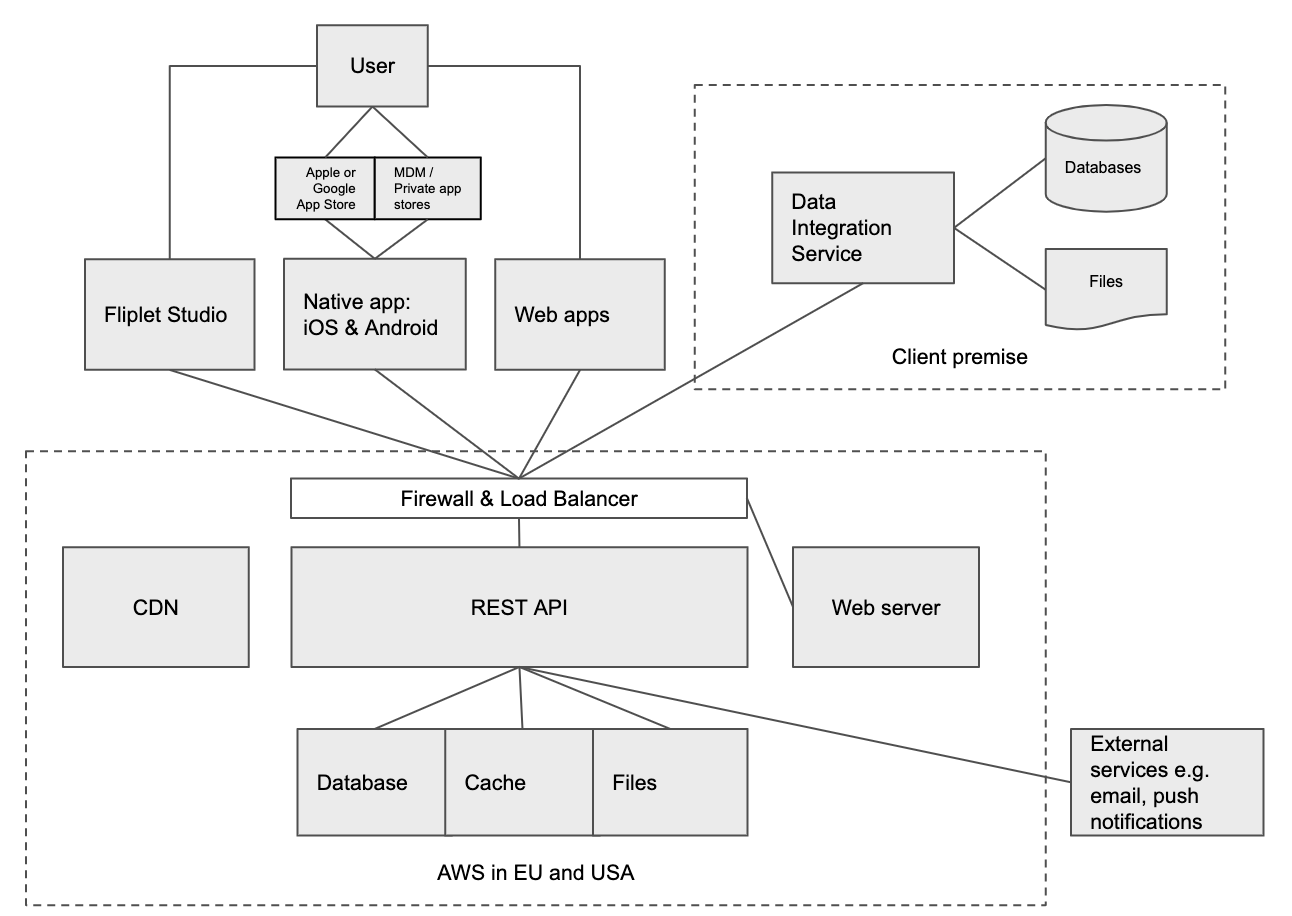 User
Apple or
Google
App Store
MDM /
Private app
stores
Fliplet Studio
Native app:
iOS & Android
Web apps
Data
Integration
Service
Databases
Files
Client premise
Firewall & Load Balancer
CDN
REST API
Web server
Database
Cache
Files
External
services e.g.
email, push
notifications
AWS in EU and USA